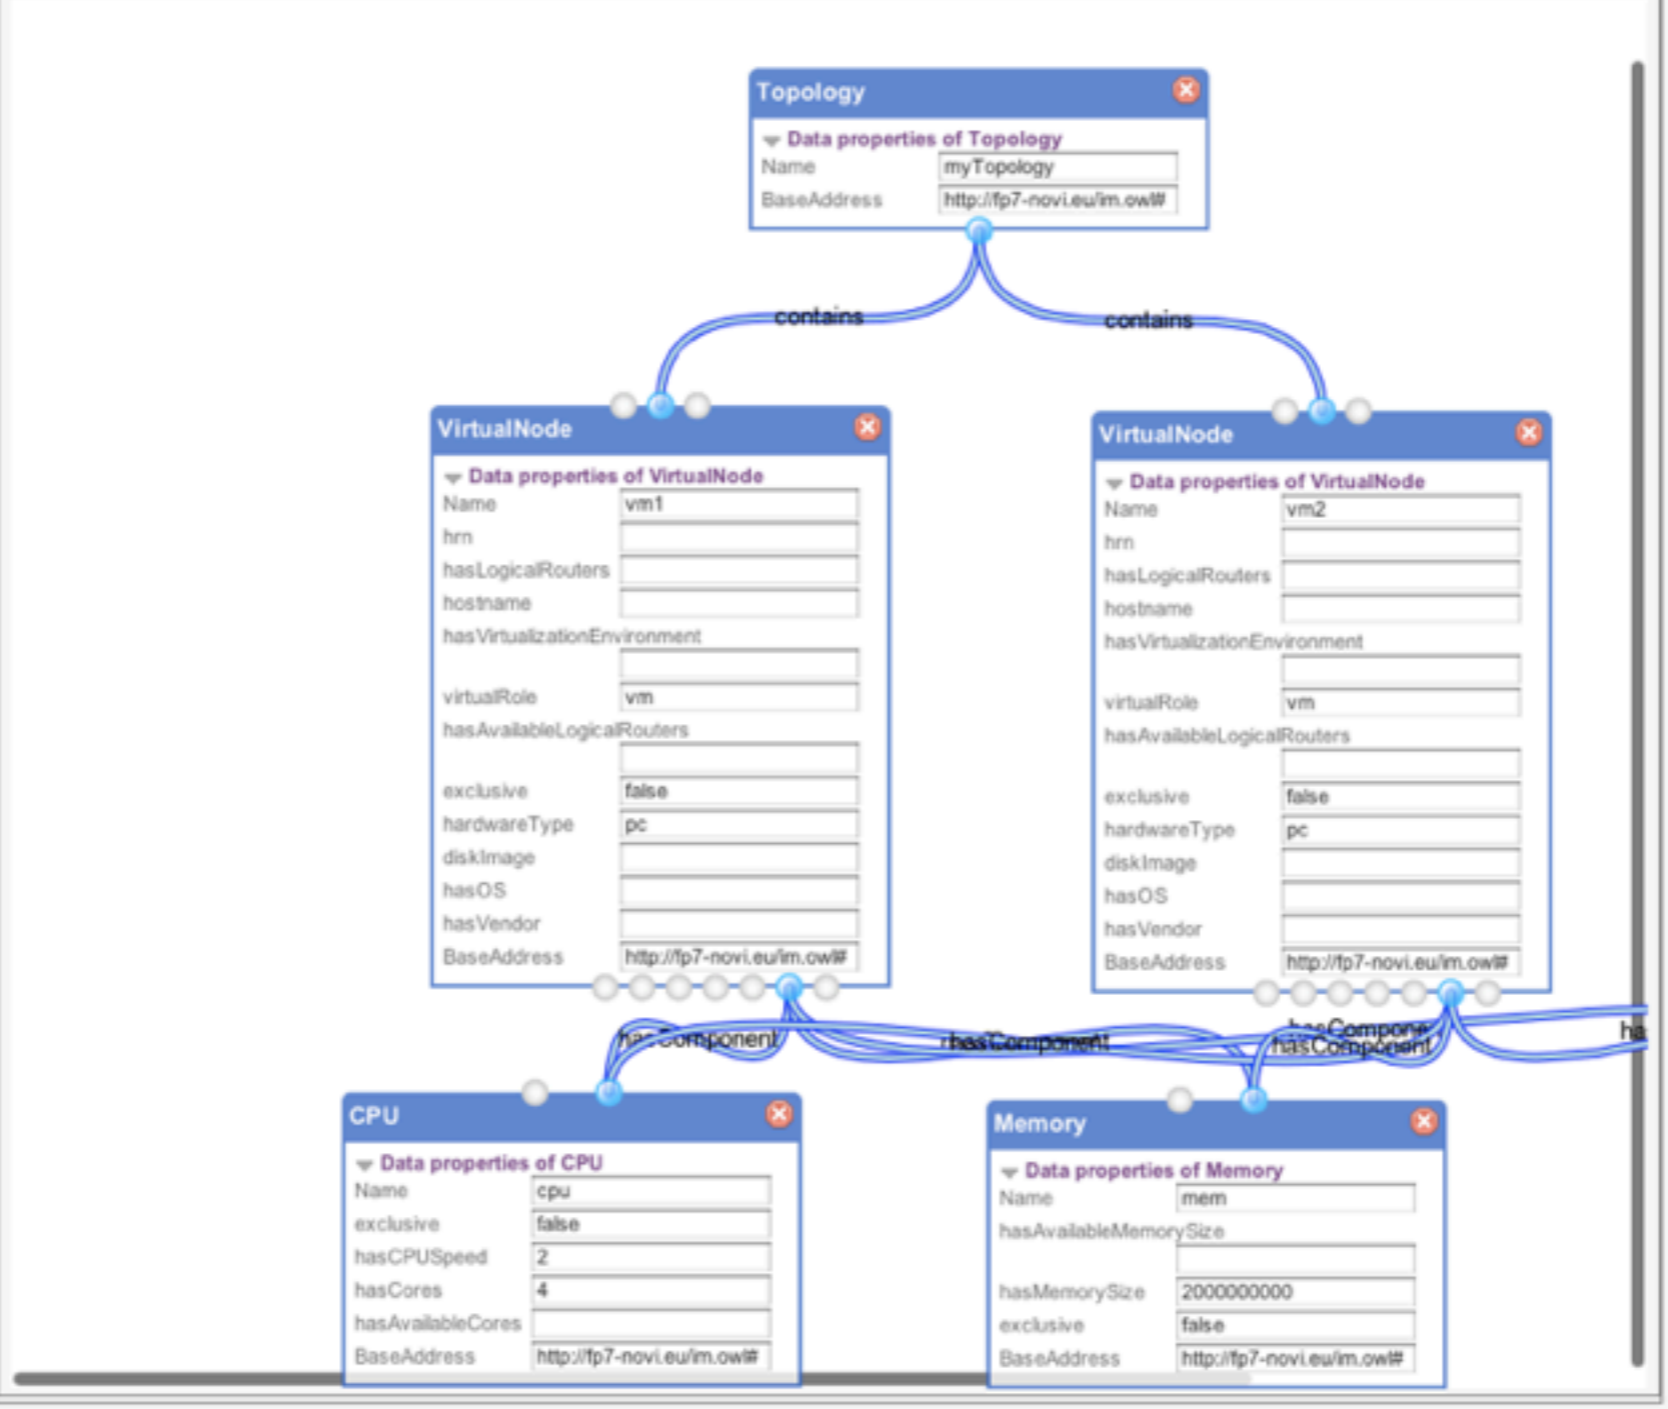 Topology
Data properties of Topology
Name myTopology
BaseAddress http://fp7-novi.eu/im.owl#
contains
contains
VirtualNode
Data properties of VirtualNode
Name vm1
hrn
hasLogicalRouters
hostname
hasVirtualizationEnvironment
virtualRole vm
hasAvailableLogicalRouters
exclusive false
hardwareType pc
diskImage
hasOS
hasVendor
BaseAddress http://fp7-novi.eu/im.owl#
VirtualNode
Data properties of VirtualNode
Name vm2
hrn
hasLogicalRouters
hostname
hasVirtualizationEnvironment
virtualRole vm
hasAvailableLogicalRouters
exclusive false
hardwareType pc
diskImage
hasOS
hasVendor
BaseAddress http://fp7-novi.eu/im.owl#
hasComponent
hasComponent
hasCompone
hasComponent
ha
CPU
Data properties of CPU
Name cpu
exclusive false
hasCPUSpeed 2
hasCores 4
hasAvailableCores
BaseAddress http://fp7-novi.eu/im.owl#
Memory
Data properties of Memory
Name mem
hasAvailableMemorySize
hasMemorySize 2000000000
exclusive false
BaseAddress http://fp7-novi.eu/im.owl#